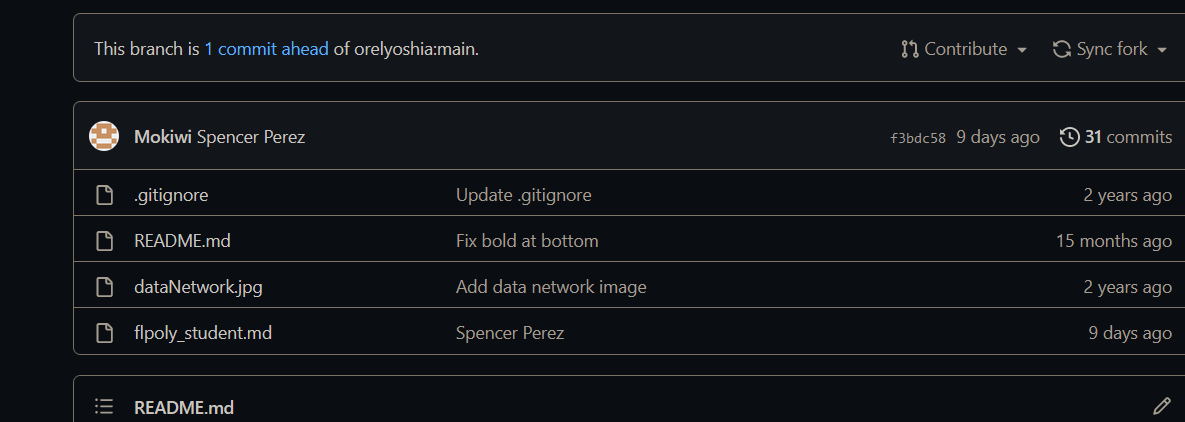 This branch is 1 commit ahead of orelyoshia:main. Contribute Sync fork
Mokiwi Spencer Perez f3bdc58 9 days ago 31 commits
.gitignore Update .gitignore 2 years ago
README.md Fix bold at bottom 15 months ago
dataNetwork.jpg Add data network image 2 years ago
flpoly_student.md Spencer Perez 9 days ago
README.md